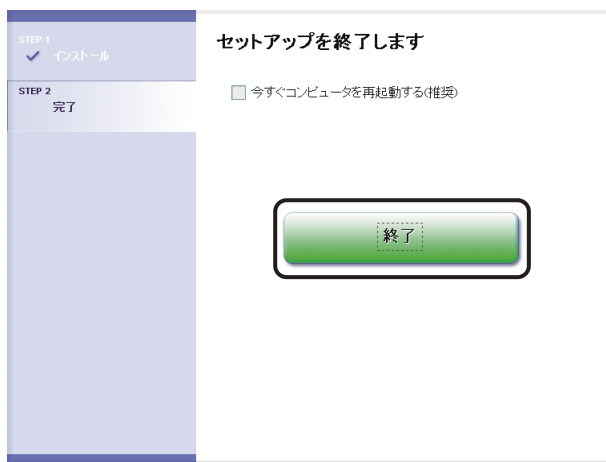 STEP 1
インストール
STEP 2
完了
セットアップを終了します
今すぐコンピュータを再起動する(推奨)
終了